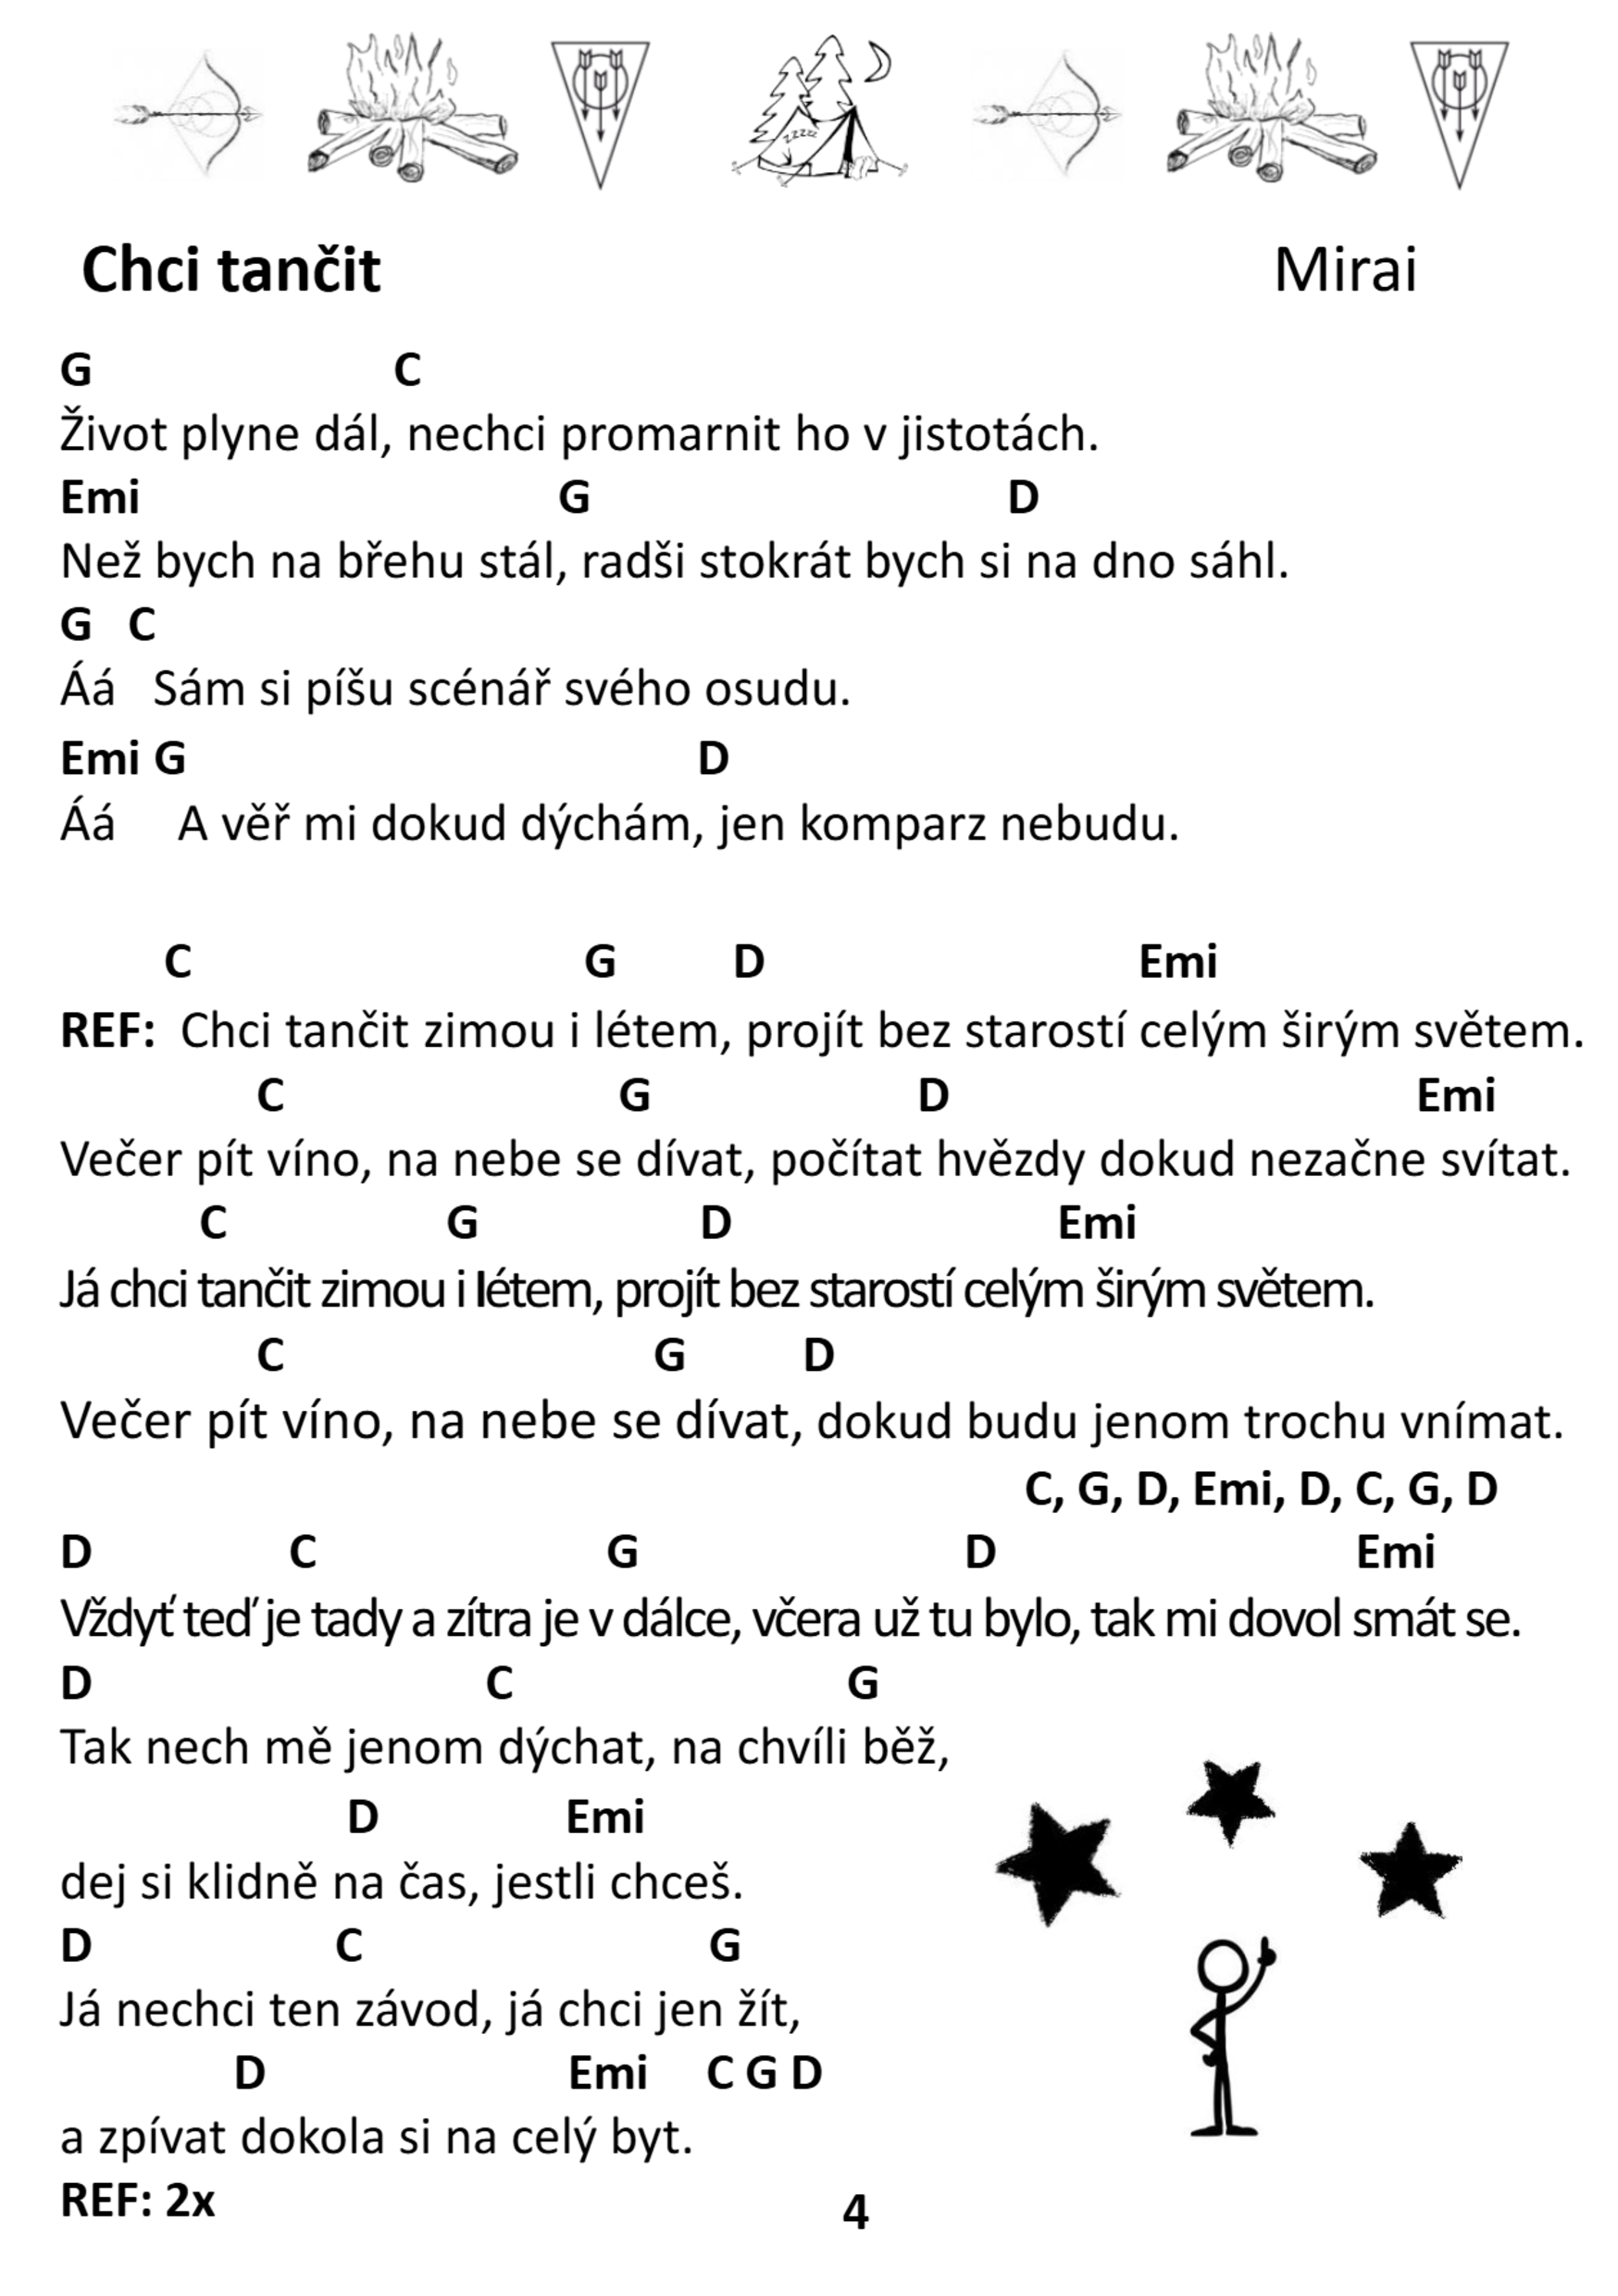 zzzzz
Chci tančit Mirai
G C
Život plyne dál, nechci promarnit ho v jistotách.
Emi G D
Než bych na břehu stál, radši stokrát bych si na dno sáhl.
G C
Áá Sám si píšu scénář svého osudu.
Emi G D
Áá A věř mi dokud dýchám, jen komparz nebudu.
C G D Emi
REF: Chci tančit zimou i létem, projít bez starostí celým širým světem.
C G D Emi
Večer pít víno, na nebe se dívat, počítat hvězdy dokud nezačne svítat.
C G D Emi
Já chci tančit zimou i létem, projít bez starostí celým širým světem.
C G D
Večer pít víno, na nebe se dívat, dokud budu jenom trochu vnímat.
C, G, D, Emi, D, C, G, D
D C G D Emi
Vždyť teď je tady a zítra je v dálce, včera už tu bylo, tak mi dovol smát se.
D C G
Tak nech mě jenom dýchat, na chvíli běž,
D Emi
dej si klidně na čas, jestli chceš.
D C G
Já nechci ten závod, já chci jen žít,
D Emi C G D
a zpívat dokola si na celý byt.
REF: 2x
4